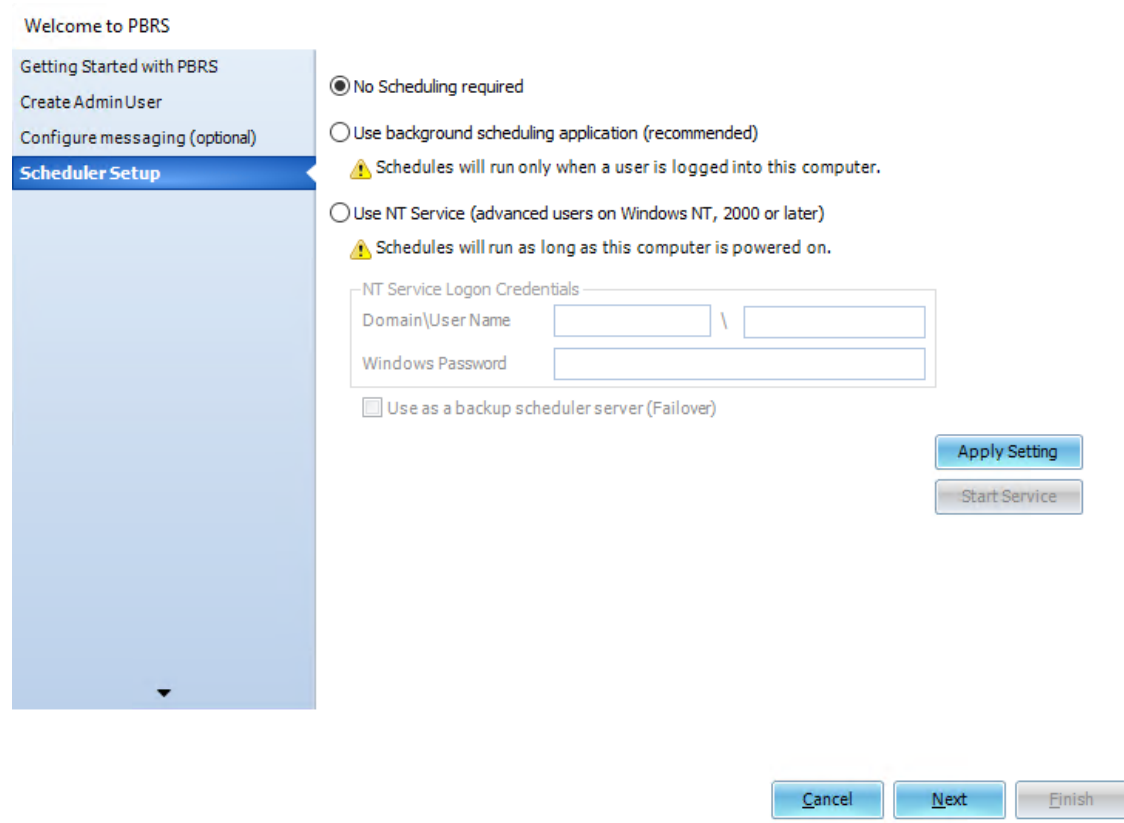 Welcome to PBRS
Getting Started with PBRS
Create Admin User
Configure messaging (optional)
Scheduler Setup
No Scheduling required
Use background scheduling application (recommended)
Schedules will run only when a user is logged into this computer.
Use NT Service (advanced users on Windows NT, 2000 or later)
Schedules will run as long as this computer is powered on.
NT Service Logon Credentials
Domain\User Name \
Windows Password
Use as a backup scheduler server (Failover)
Apply Setting
Start Service
Cancel Next Finish